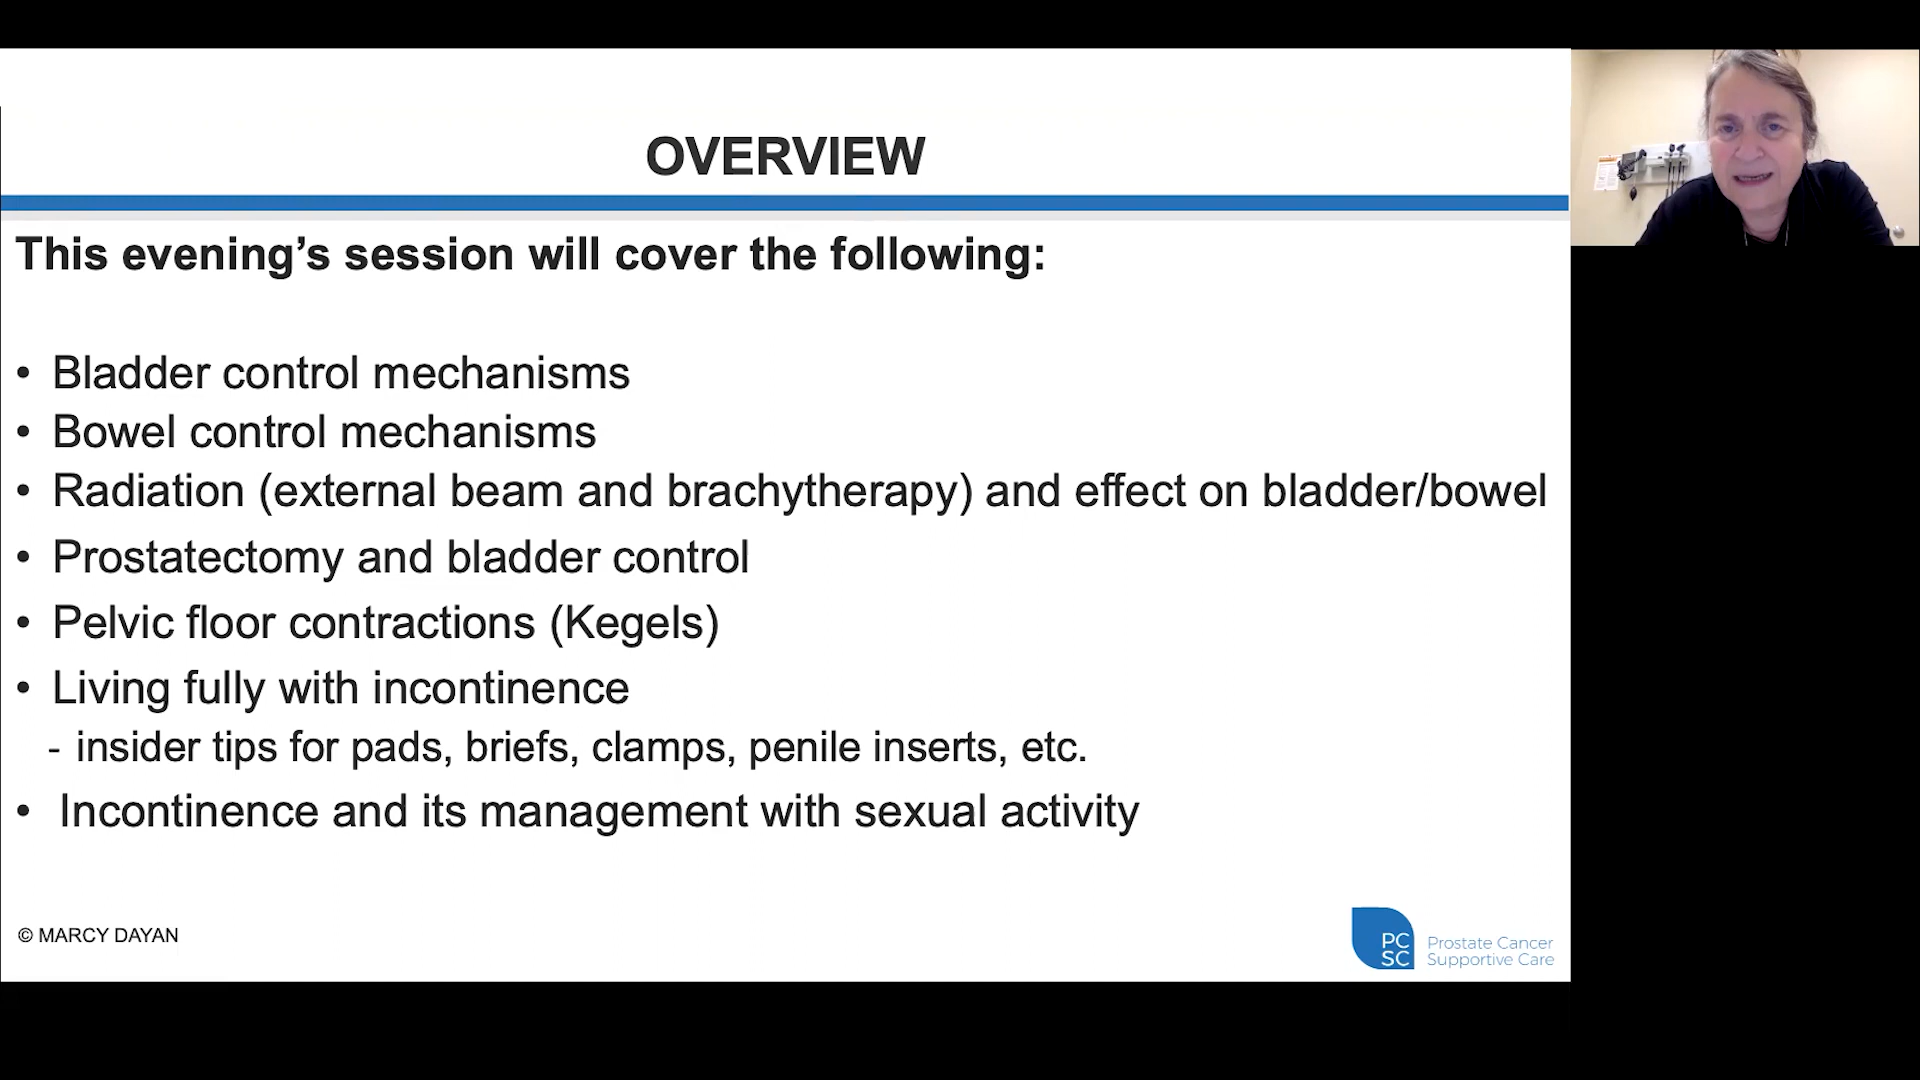 OVERVIEW
This evening’s session will cover the following:
• Bladder control mechanisms
• Bowel control mechanisms
• Radiation (external beam and brachytherapy) and effect on bladder/bowel
• Prostatectomy and bladder control
• Pelvic floor contractions (Kegels)
• Living fully with incontinence
- insider tips for pads, briefs, clamps, penile inserts, etc.
• Incontinence and its management with sexual activity
© MARCY DAYAN
PC
SC
Prostate Cancer
Supportive Care